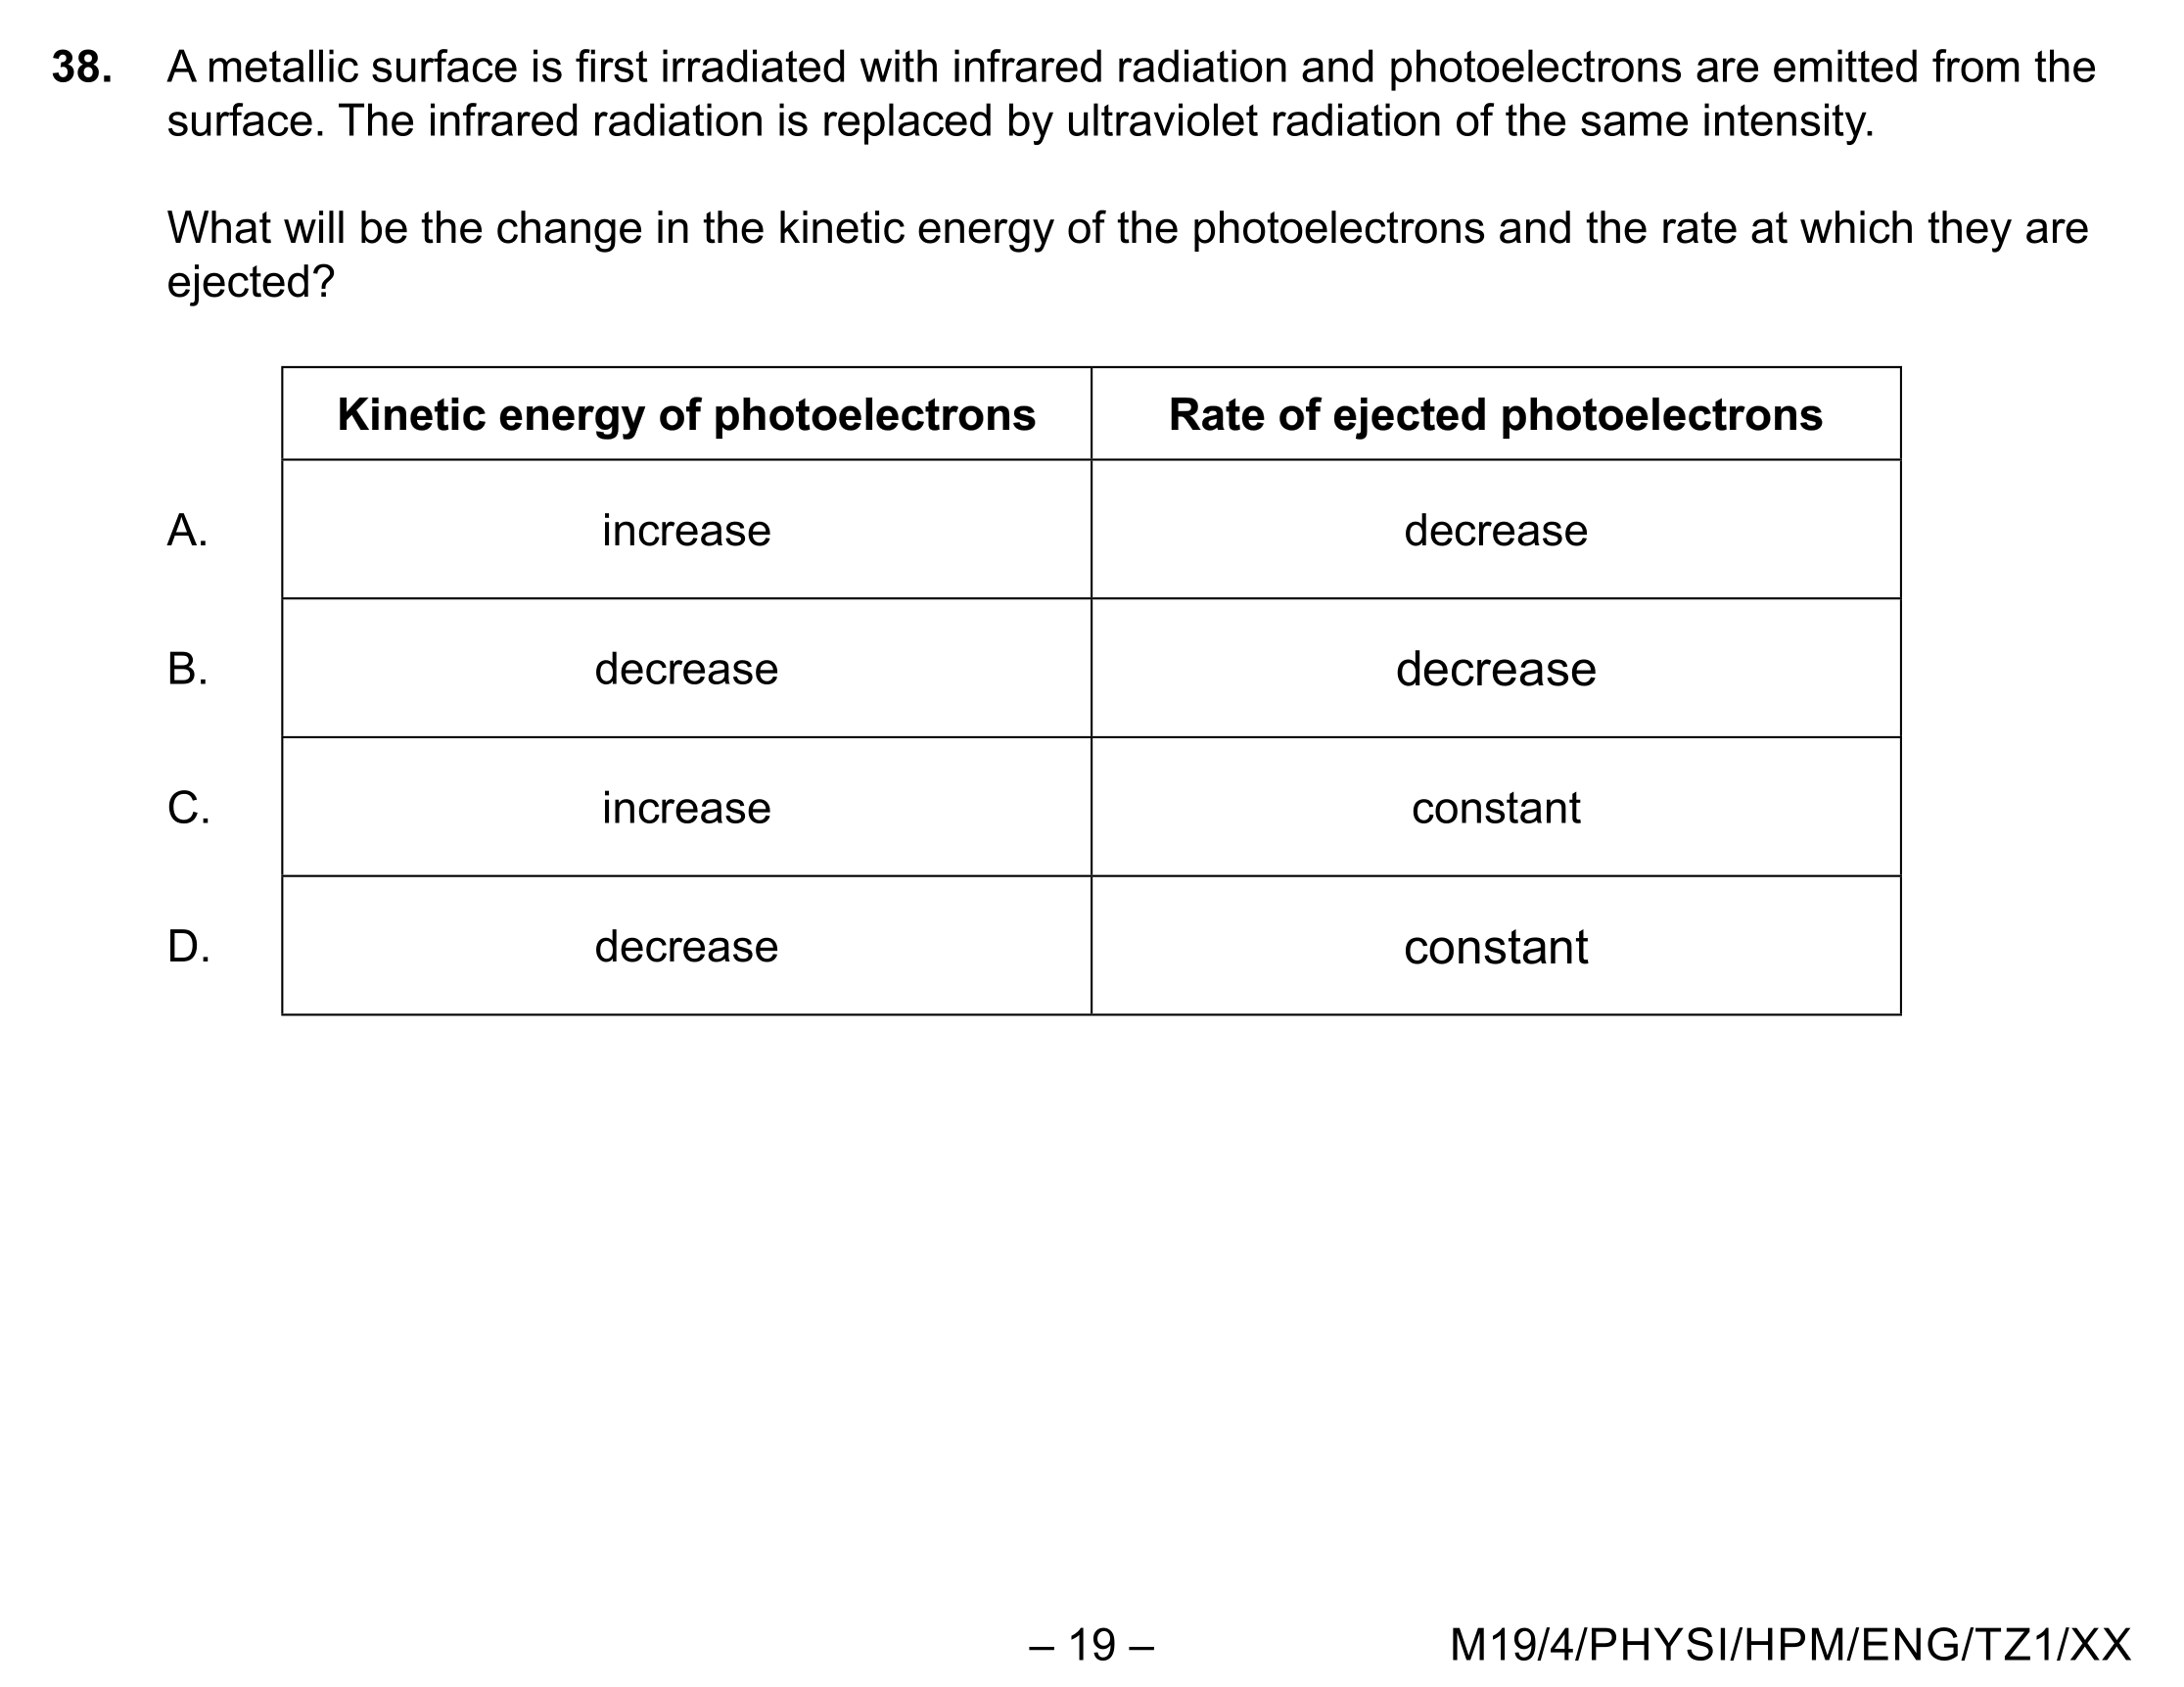 38. A metallic surface is first irradiated with infrared radiation and photoelectrons are emitted from the
surface. The infrared radiation is replaced by ultraviolet radiation of the same intensity.
What will be the change in the kinetic energy of the photoelectrons and the rate at which they are
ejected?
Kinetic energy of photoelectrons Rate of ejected photoelectrons
A. increase decrease
B. decrease decrease
C. increase constant
D. decrease constant
– 19 – M19/4/PHYSI/HPM/ENG/TZ1/XX